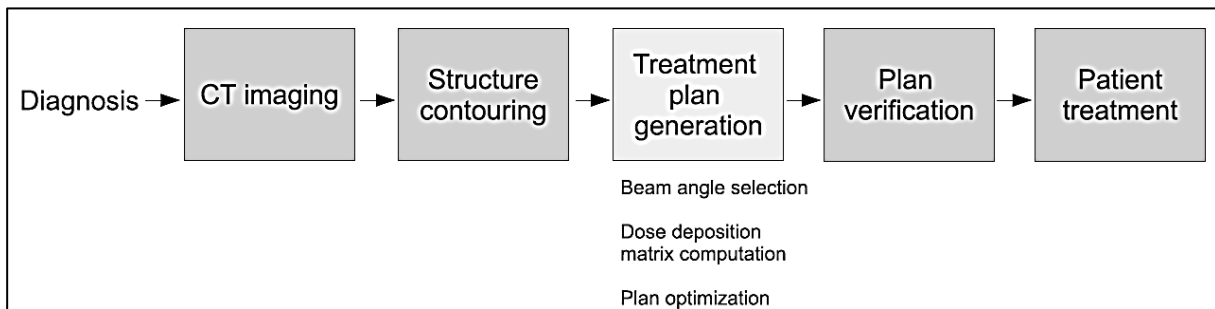 Diagnosis
CT imaging
Structure
contouring
Treatment
plan
generation
Plan
verification
Patient
treatment
Beam angle selection
Dose deposition
matrix computation
Plan optimization